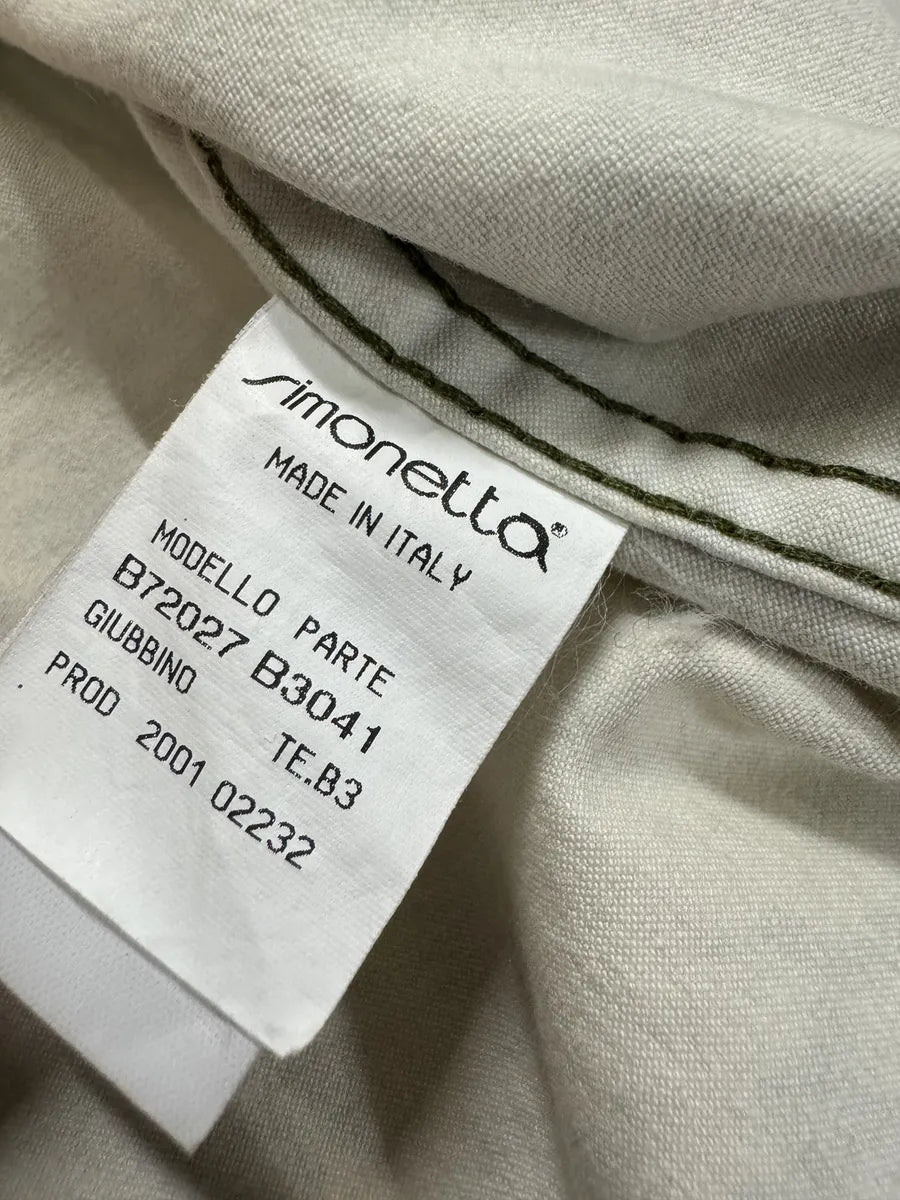 simonetta®
MADE IN ITALY
MODELLO PARTE
B72027 B3041
GIUBBINO TE.B3
PROD 2001 02232